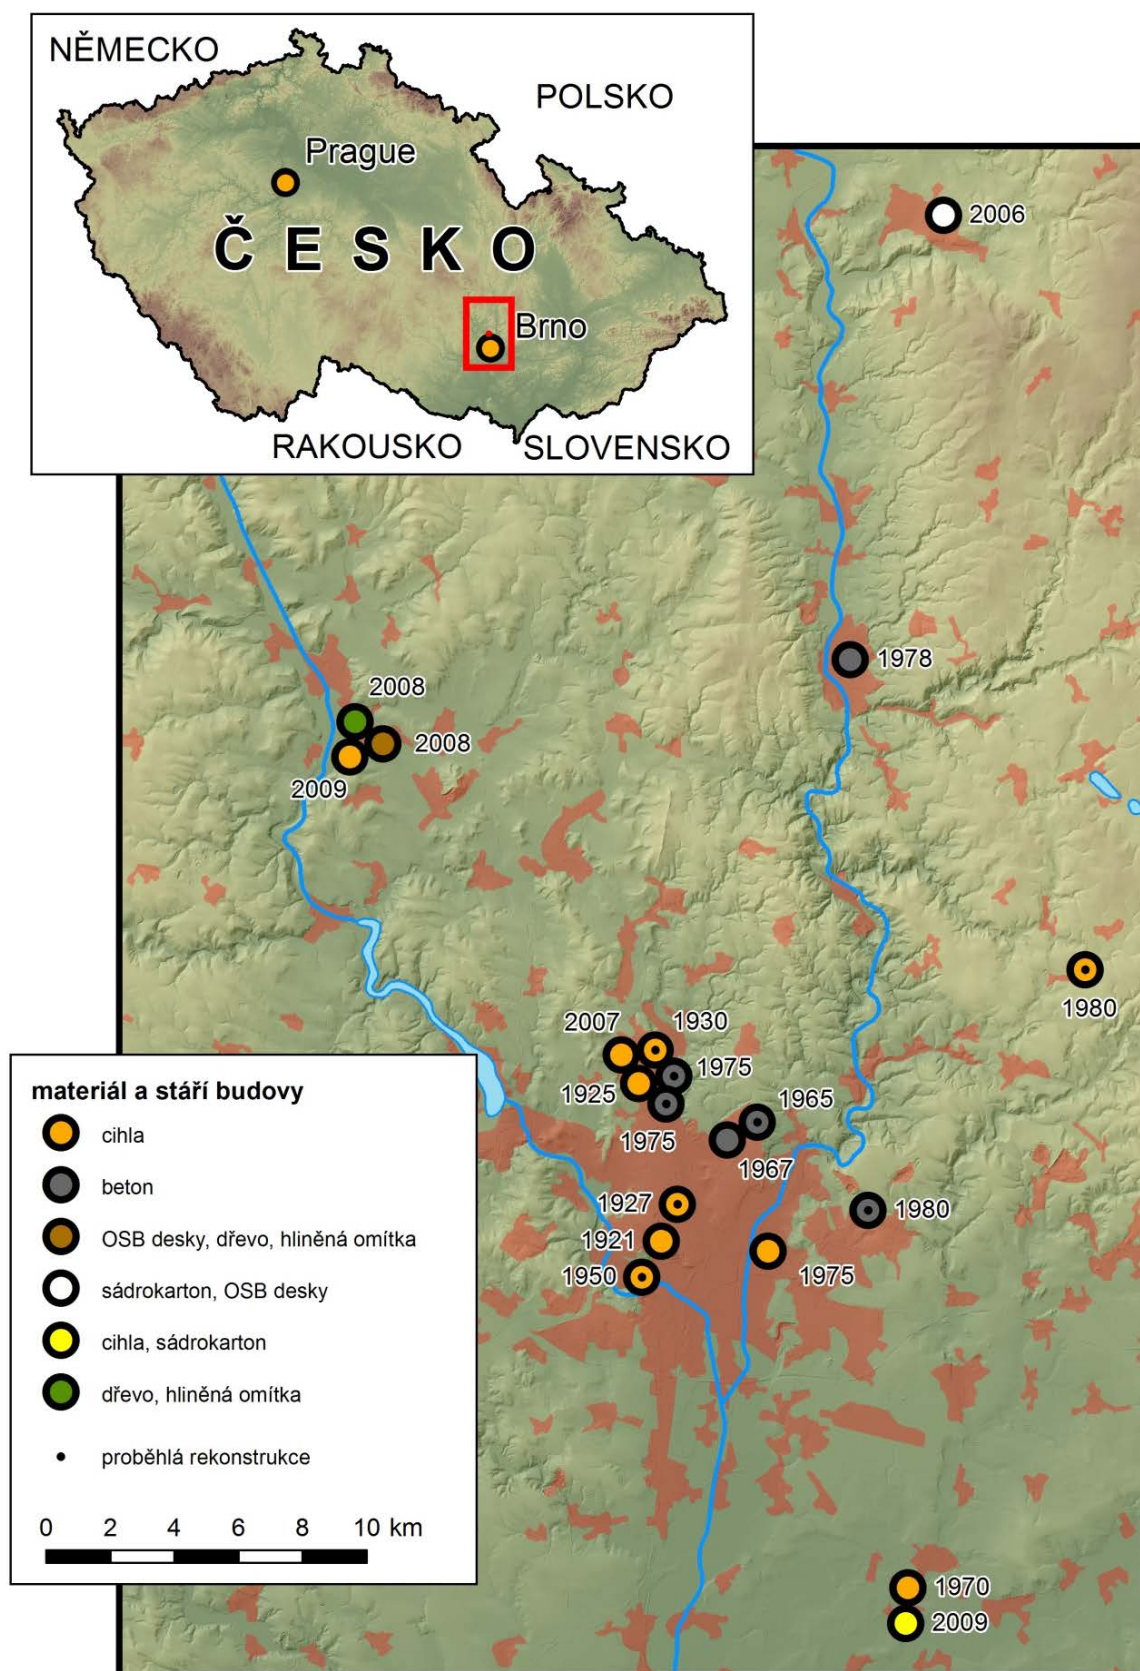 NĚMECKO
POLSKO
Prague
ČESKO
Brno
RAKOUSKO
SLOVENSKO
2006
1978
2008
2008
2009
1980
2007
1930
1975
1925
1975
1965
1967
1927
1980
1921
1975
1950
materiál a stáří budovy
cihla
beton
OSB desky, dřevo, hliněná omítka
sádrokarton, OSB desky
cihla, sádrokarton
dřevo, hliněná omítka
proběhlá rekonstrukce
0 2 4 6 8 10 km
1970
2009